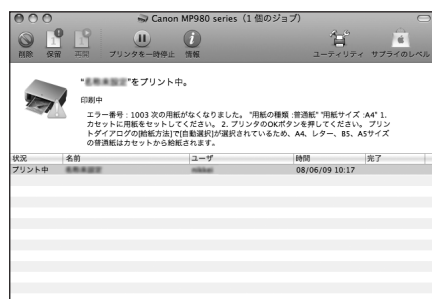 Canon MP980 series（1 個のジョブ）
削除 保留 再開 プリンタを一時停止 情報 ユーティリティ サプライのレベル
をプリント中。
印刷中
エラー番号 : 1003 次の用紙がなくなりました。 "用紙の種類 :普通紙" "用紙サイズ :A4" 1.
カセットに用紙をセットしてください。 2. プリンタのOKボタンを押してください。 プリン
トダイアログの[給紙方法]で[自動選択]が選択されているため、A4、レター、B5、A5サイズ
の普通紙はカセットから給紙されます。
状況 名前 ユーザ 時間 完了
プリント中 08/06/09 10:17